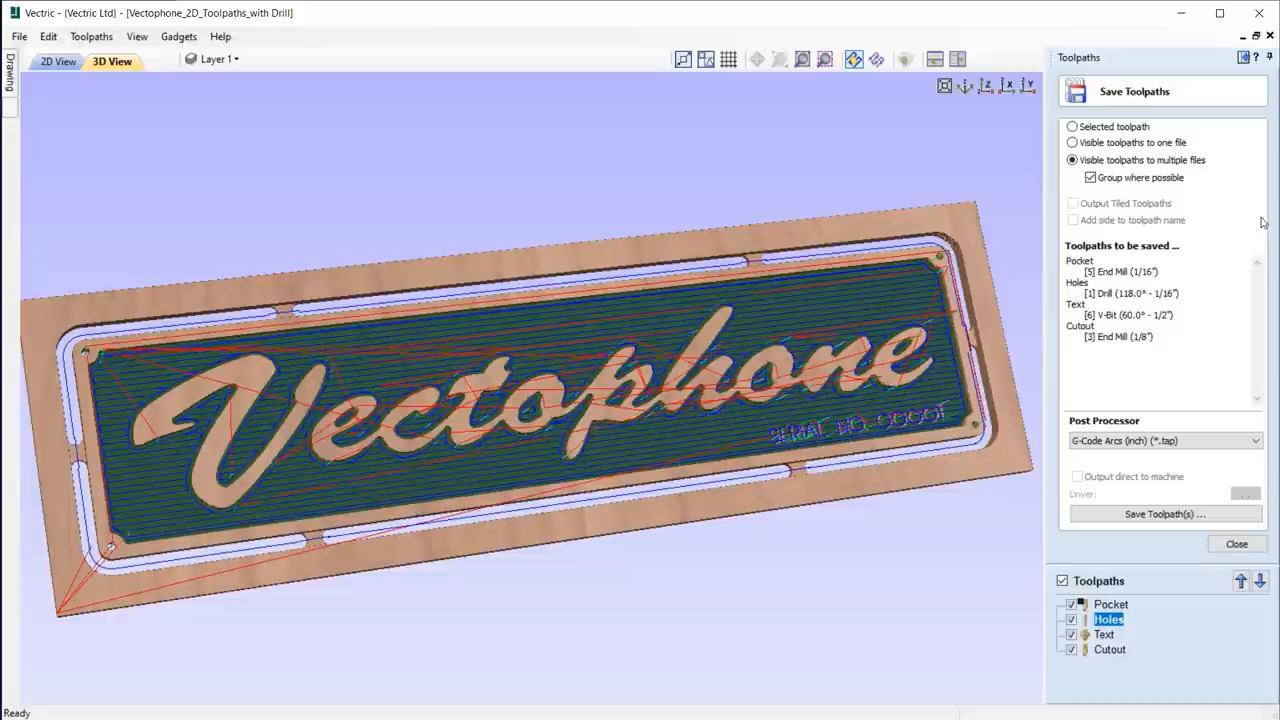 Vectric - (Vectric Ltd) - [Vectophone_2D_Toolpaths_with Drill]
File Edit Toolpaths View Gadgets Help
Drawing
2D View 3D View Layer 1
Vectophone
SERIAL NO. 00001
Z X Y
Toolpaths
Save Toolpaths
Selected toolpath
Visible toolpaths to one file
Visible toolpaths to multiple files
Group where possible
Output Tiled Toolpaths
Add side to toolpath name
Toolpaths to be saved ...
Pocket
[5] End Mill (1/16")
Holes
[1] Drill (118.0° - 1/16")
Text
[6] V-Bit (60.0° - 1/2")
Cutout
[3] End Mill (1/8")
Post Processor
G-Code Arcs (inch) (*.tap)
Output direct to machine
Driver:
...
Save Toolpath(s) ...
Close
Toolpaths
Pocket
Holes
Text
Cutout
Ready